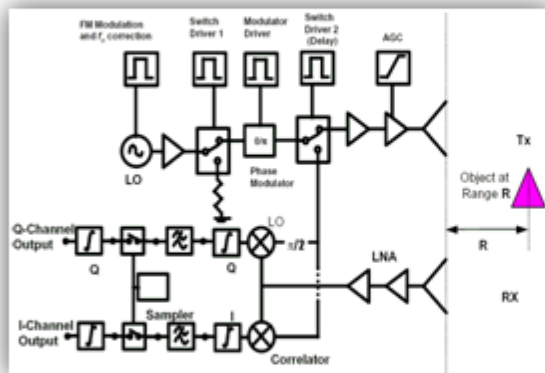 FM Modulation
and f₀ correction
Switch
Driver 1
Modulator
Driver
Switch
Driver 2
(Delay)
AGC
LO
0/π
Phase
Modulator
Tx
Object at
Range R
Q-Channel
Output
Q
Q
LO
π/2
LNA
R
RX
I-Channel
Output
Sampler
I
Correlator